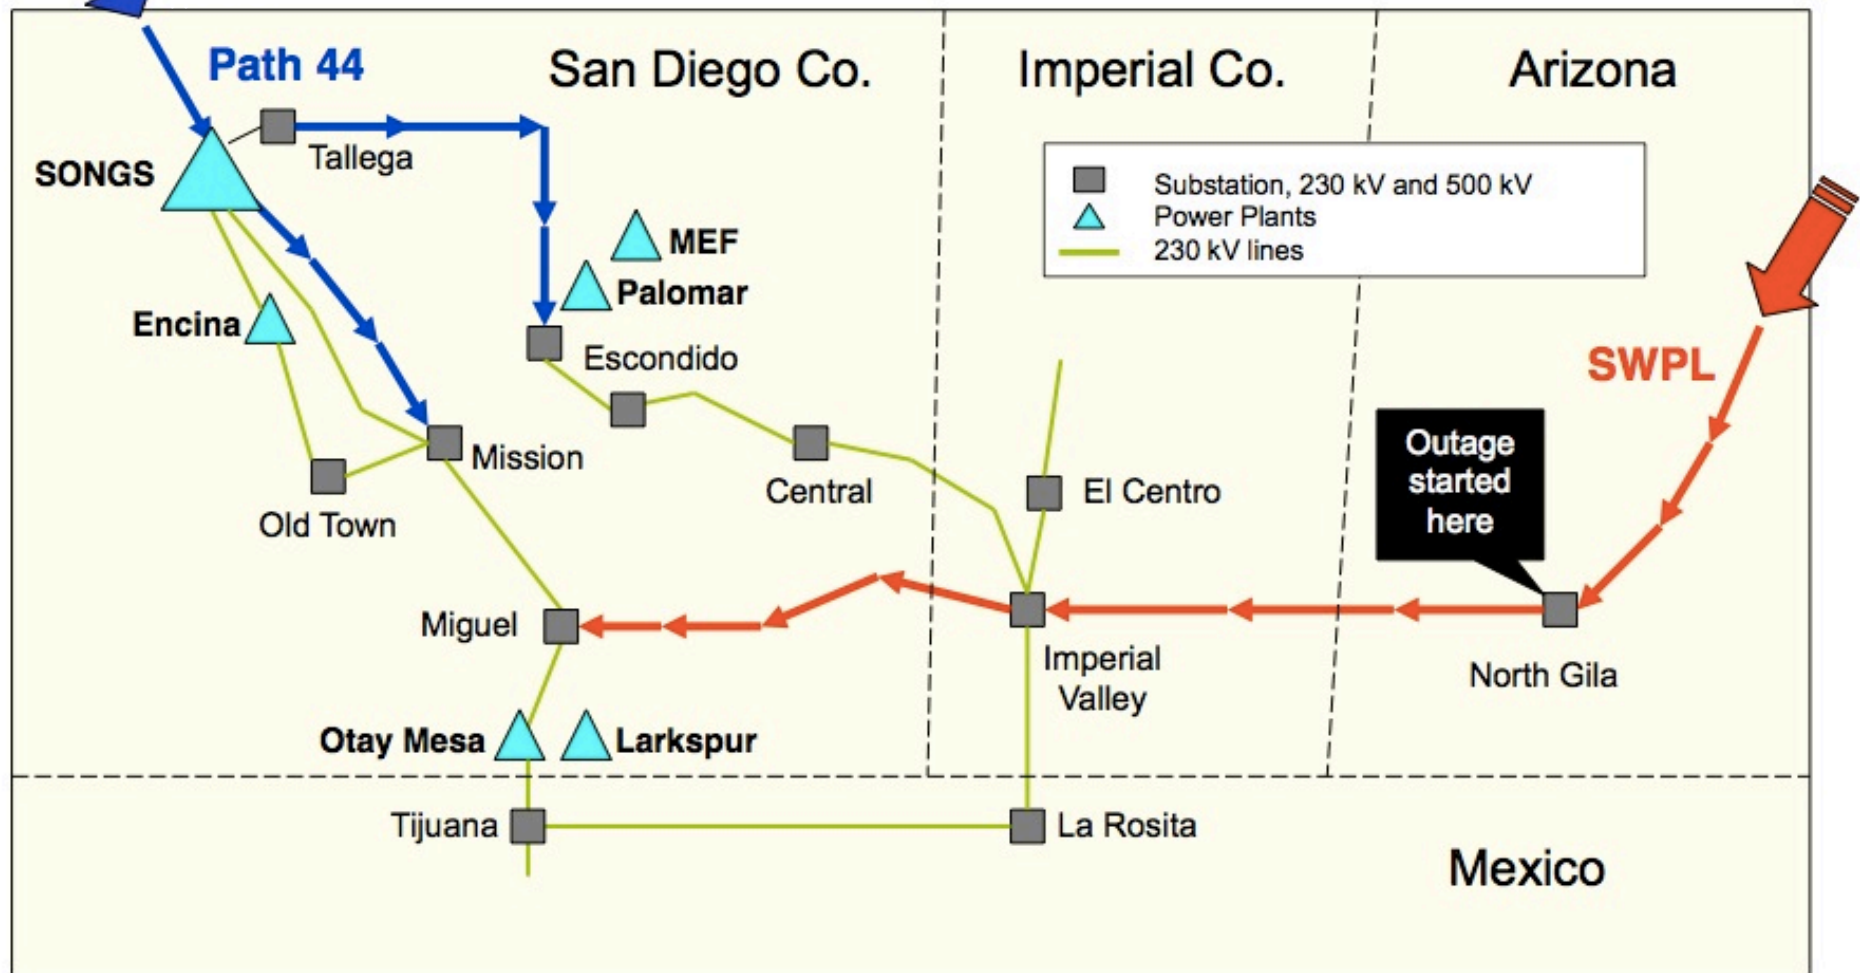 Path 44
San Diego Co.
Imperial Co.
Arizona
Tallega
SONGS
Substation, 230 kV and 500 kV
Power Plants
230 kV lines
MEF
Palomar
Encina
Escondido
SWPL
Outage
started
here
Mission
Central
El Centro
Old Town
Miguel
Imperial
Valley
North Gila
Otay Mesa
Larkspur
Tijuana
La Rosita
Mexico